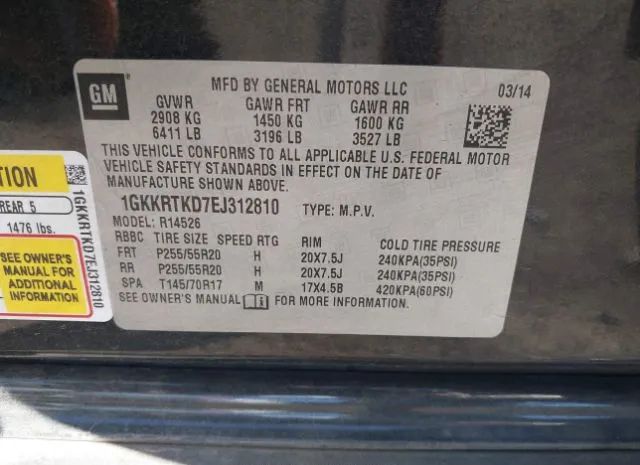 GM
MFD BY GENERAL MOTORS LLC
03/14
GVWR GAWR FRT GAWR RR
2908 KG 1450 KG 1600 KG
6411 LB 3196 LB 3527 LB
THIS VEHICLE CONFORMS TO ALL APPLICABLE U.S. FEDERAL MOTOR
VEHICLE SAFETY STANDARDS IN EFFECT ON THE DATE OF
MANUFACTURE SHOWN ABOVE.
1GKKRTKD7EJ312810 TYPE: M.P.V.
MODEL: R14526
RBBC TIRE SIZE SPEED RTG RIM COLD TIRE PRESSURE
FRT P255/55R20 H 20X7.5J 240KPA(35PSI)
RR P255/55R20 H 20X7.5J 240KPA(35PSI)
SPA T145/70R17 M 17X4.5B 420KPA(60PSI)
SEE OWNER'S MANUAL FOR MORE INFORMATION.
TION
REAR 5
1476 lbs.
SEE OWNER'S
MANUAL FOR
ADDITIONAL
INFORMATION
1GKKRTKD7EJ312810